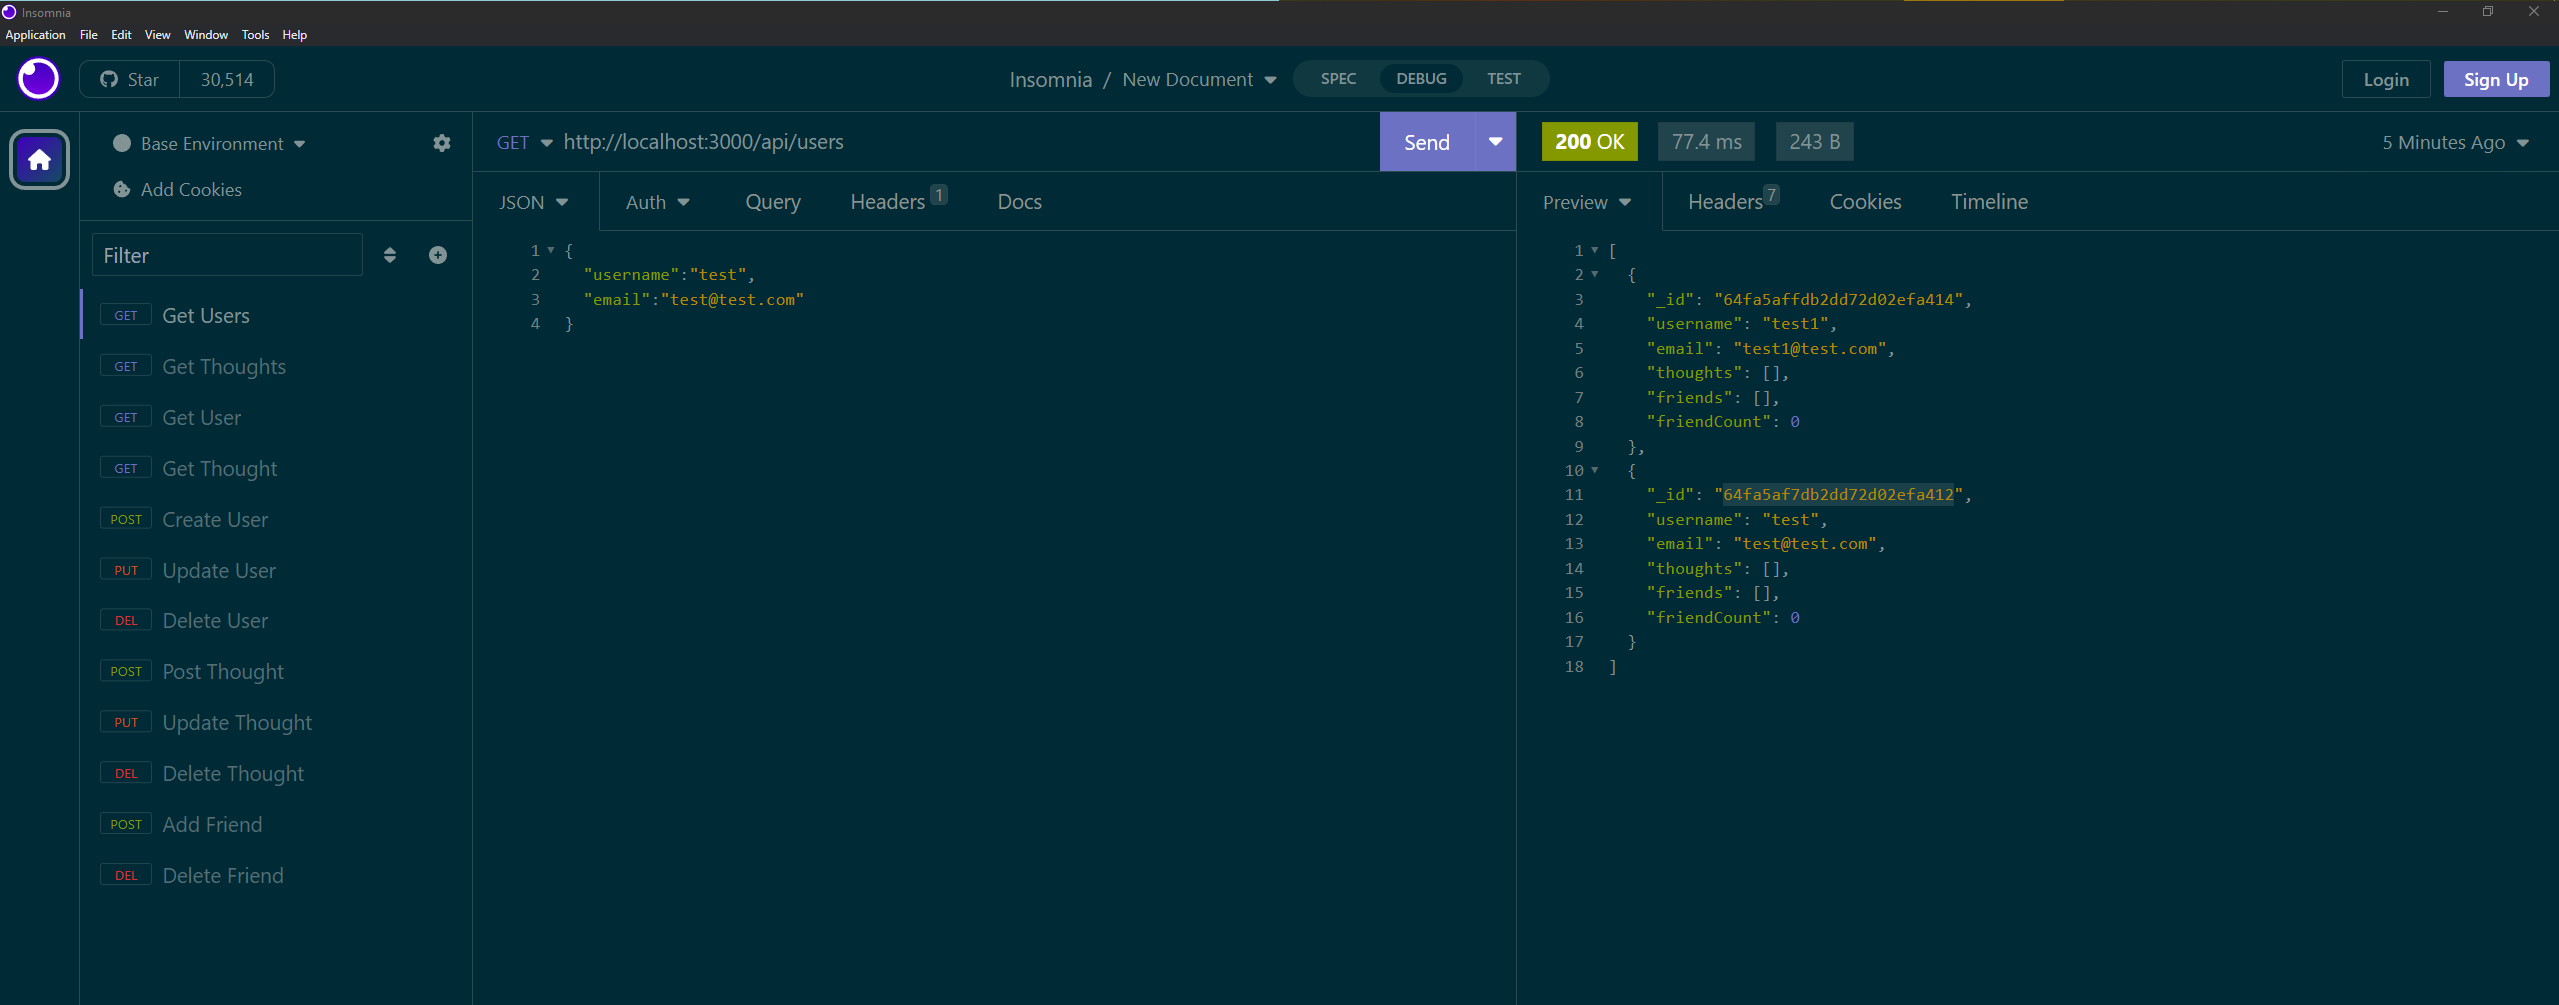 Insomnia
Application File Edit View Window Tools Help
Star 30,514
Insomnia / New Document SPEC DEBUG TEST
Login Sign Up
Base Environment
Add Cookies
Filter
GET Get Users
GET Get Thoughts
GET Get User
GET Get Thought
POST Create User
PUT Update User
DEL Delete User
POST Post Thought
PUT Update Thought
DEL Delete Thought
POST Add Friend
DEL Delete Friend
GET http://localhost:3000/api/users Send
JSON Auth Query Headers 1 Docs
1 {
2 "username":"test",
3 "email":"test@test.com"
4 }
200 OK 77.4 ms 243 B 5 Minutes Ago
Preview Headers 7 Cookies Timeline
1 [
2 {
3 "_id": "64fa5affdb2dd72d02efa414",
4 "username": "test1",
5 "email": "test1@test.com",
6 "thoughts": [],
7 "friends": [],
8 "friendCount": 0
9 },
10 {
11 "_id": "64fa5af7db2dd72d02efa412",
12 "username": "test",
13 "email": "test@test.com",
14 "thoughts": [],
15 "friends": [],
16 "friendCount": 0
17 }
18 ]